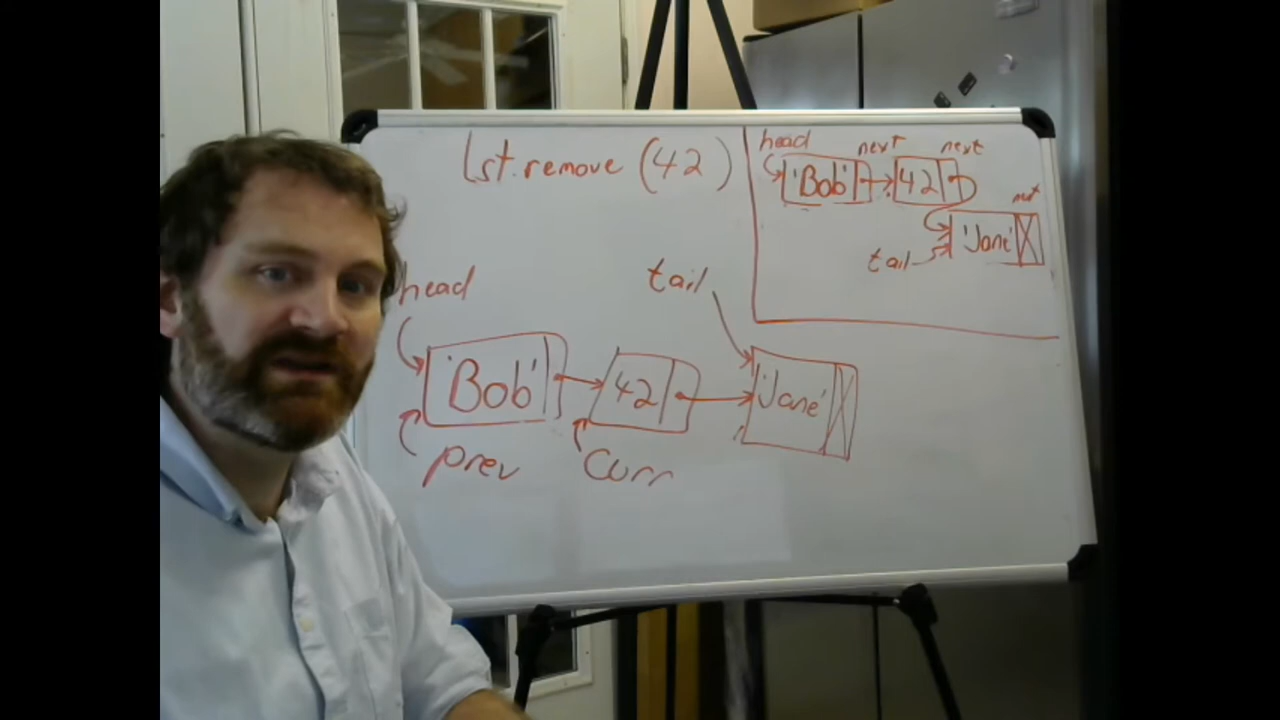 lst.remove (42)
head
next
next
'Bob'
42
next
'Jane'
tail
head
tail
'Bob'
42
'Jane'
prev
curr